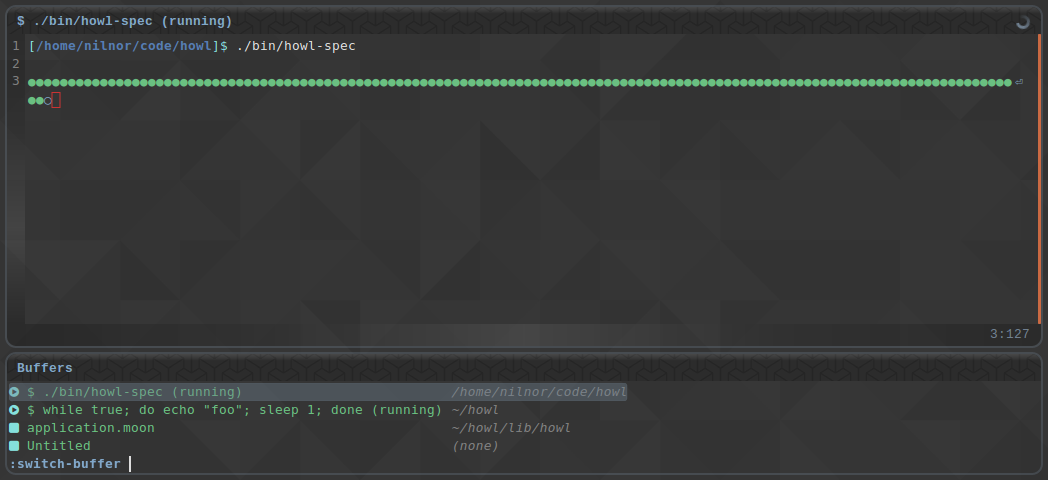 $ ./bin/howl-spec (running)
1 [/home/nilnor/code/howl]$ ./bin/howl-spec
2
3 ●●●●●●●●●●●●●●●●●●●●●●●●●●●●●●●●●●●●●●●●●●●●●●●●●●●●●●●●●●●●●●●●●●●●●●●●●●●●●●●●●●●●●●●●●●●●●●●●●●●●●●●●●●●●●●●●●●●●●●●●●●● ⏎
●●○
3:127
Buffers
$ ./bin/howl-spec (running) /home/nilnor/code/howl
$ while true; do echo "foo"; sleep 1; done (running) ~/howl
application.moon ~/howl/lib/howl
Untitled (none)
:switch-buffer